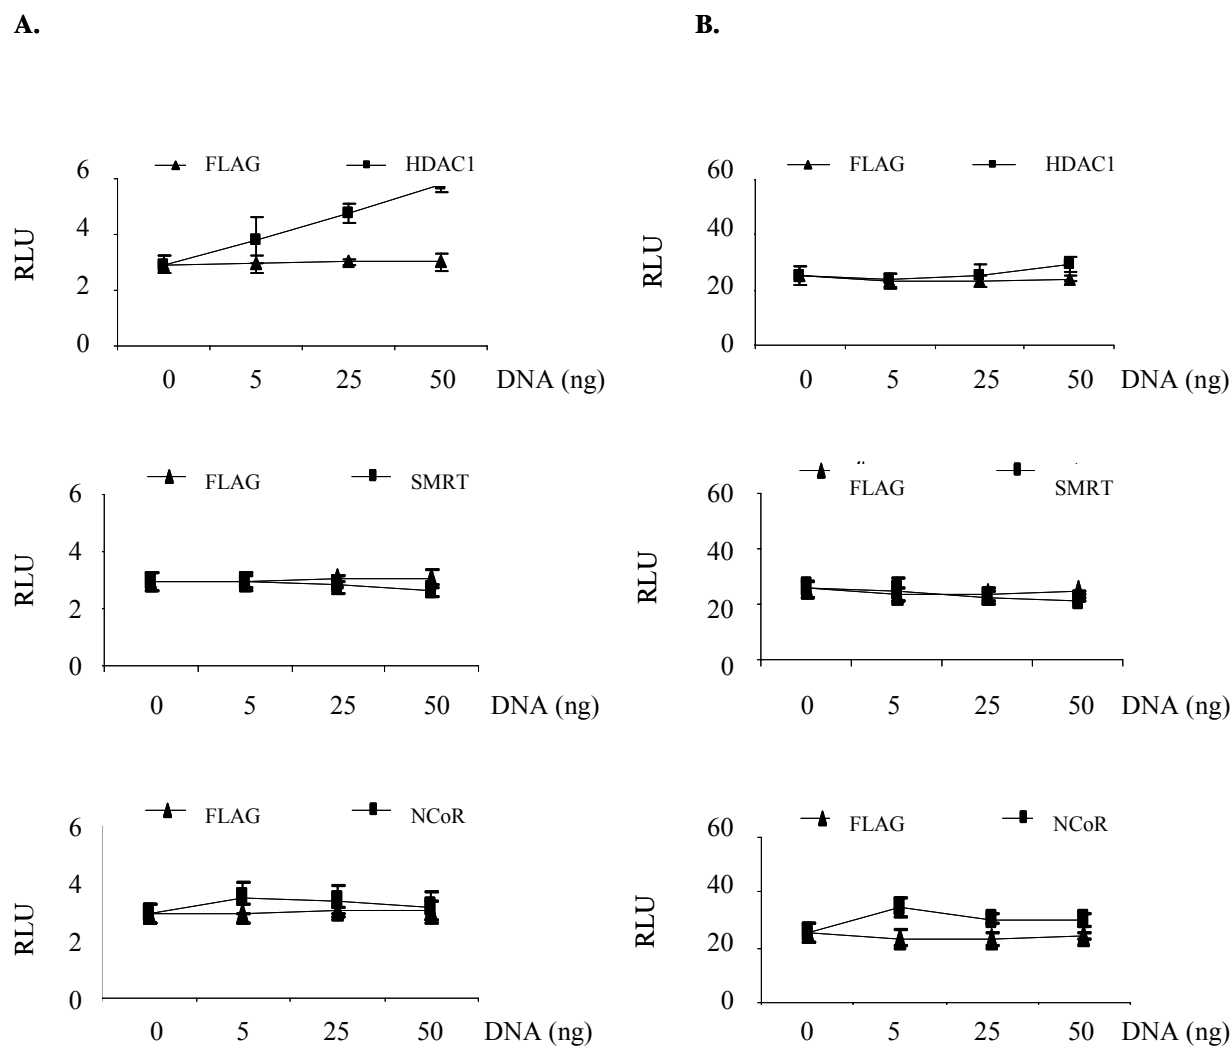 A.
FLAG HDAC1
6
4
2
0
RLU
0 5 25 50 DNA (ng)
FLAG SMRT
6
4
2
0
RLU
0 5 25 50 DNA (ng)
FLAG NCoR
6
4
2
0
RLU
0 5 25 50 DNA (ng)
B.
FLAG HDAC1
60
40
20
0
RLU
0 5 25 50 DNA (ng)
FLAG SMRT
60
40
20
0
RLU
0 5 25 50 DNA (ng)
FLAG NCoR
60
40
20
0
RLU
0 5 25 50 DNA (ng)